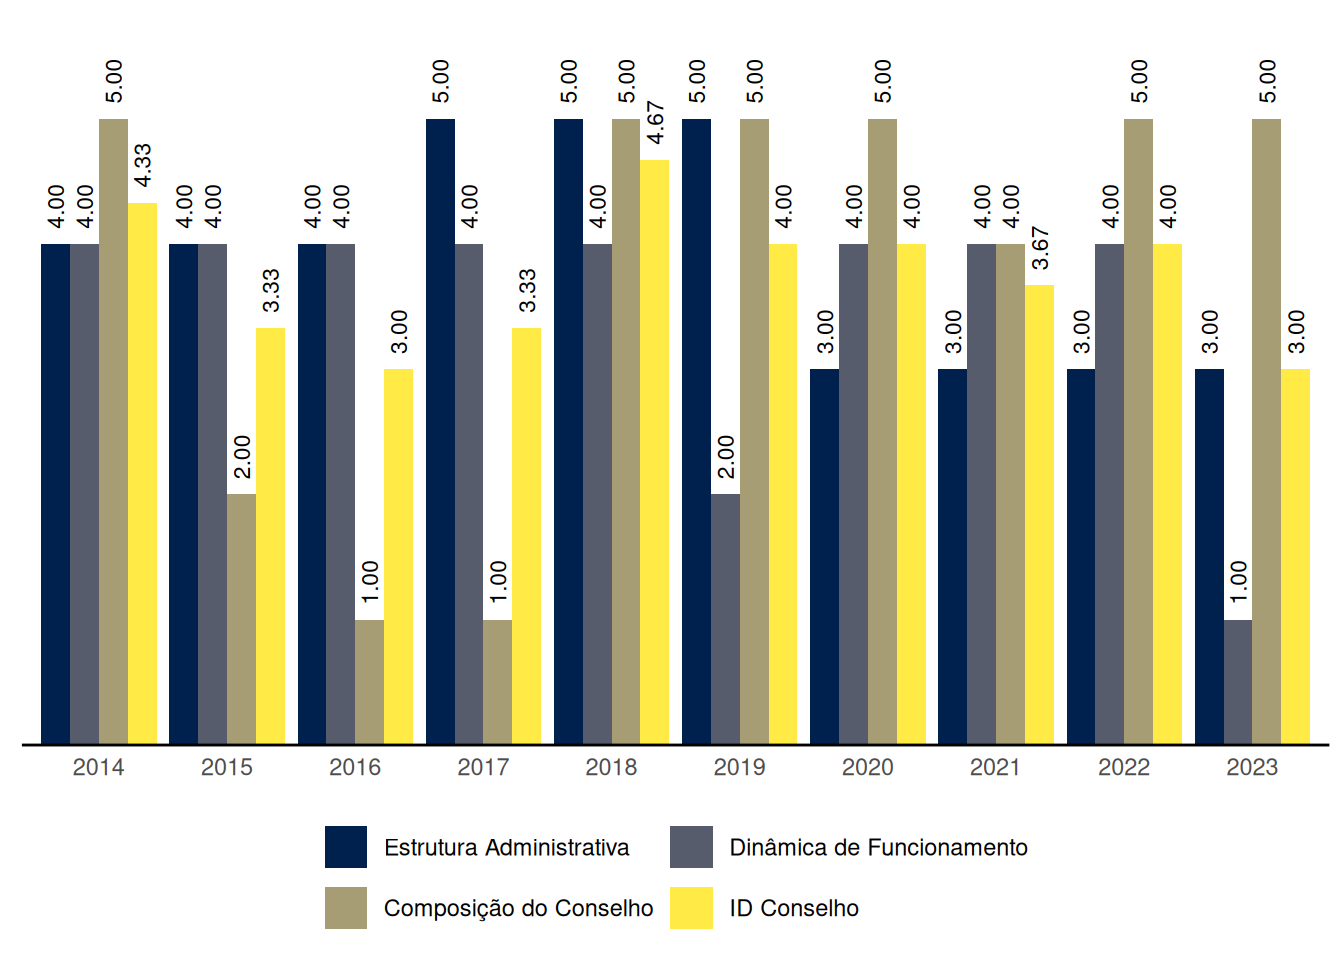 4.00 4.00 5.00 4.33
4.00 4.00 2.00 3.33
4.00 4.00 1.00 3.00
5.00 4.00 1.00 3.33
5.00 4.00 5.00 4.67
5.00 2.00 5.00 4.00
3.00 4.00 5.00 4.00
3.00 4.00 4.00 3.67
3.00 4.00 5.00 4.00
3.00 1.00 5.00 3.00
2014 2015 2016 2017 2018 2019 2020 2021 2022 2023
Estrutura Administrativa Dinâmica de Funcionamento
Composição do Conselho ID Conselho